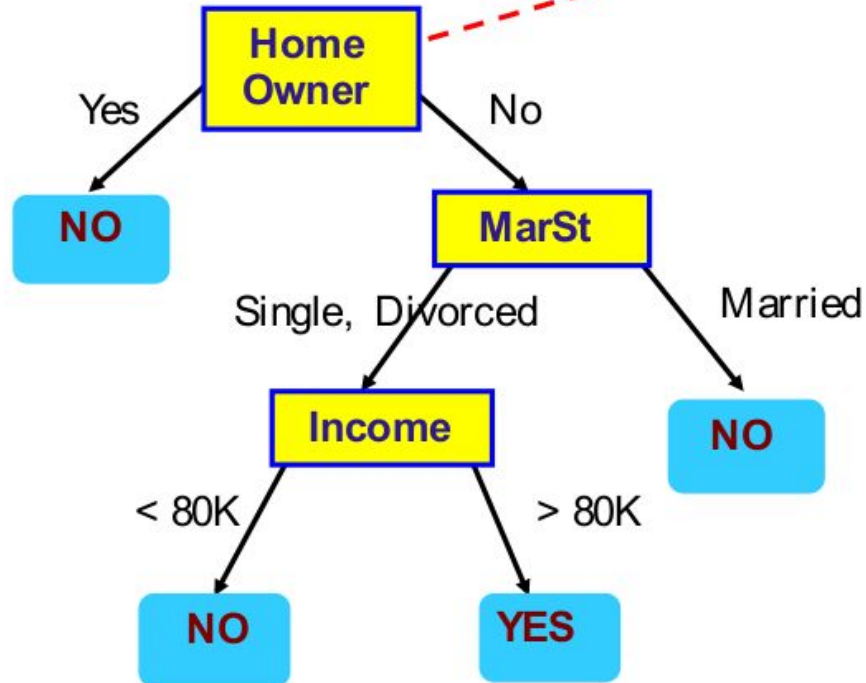 Home
Owner
Yes
No
NO
MarSt
Single, Divorced
Married
Income
NO
< 80K
> 80K
NO
YES